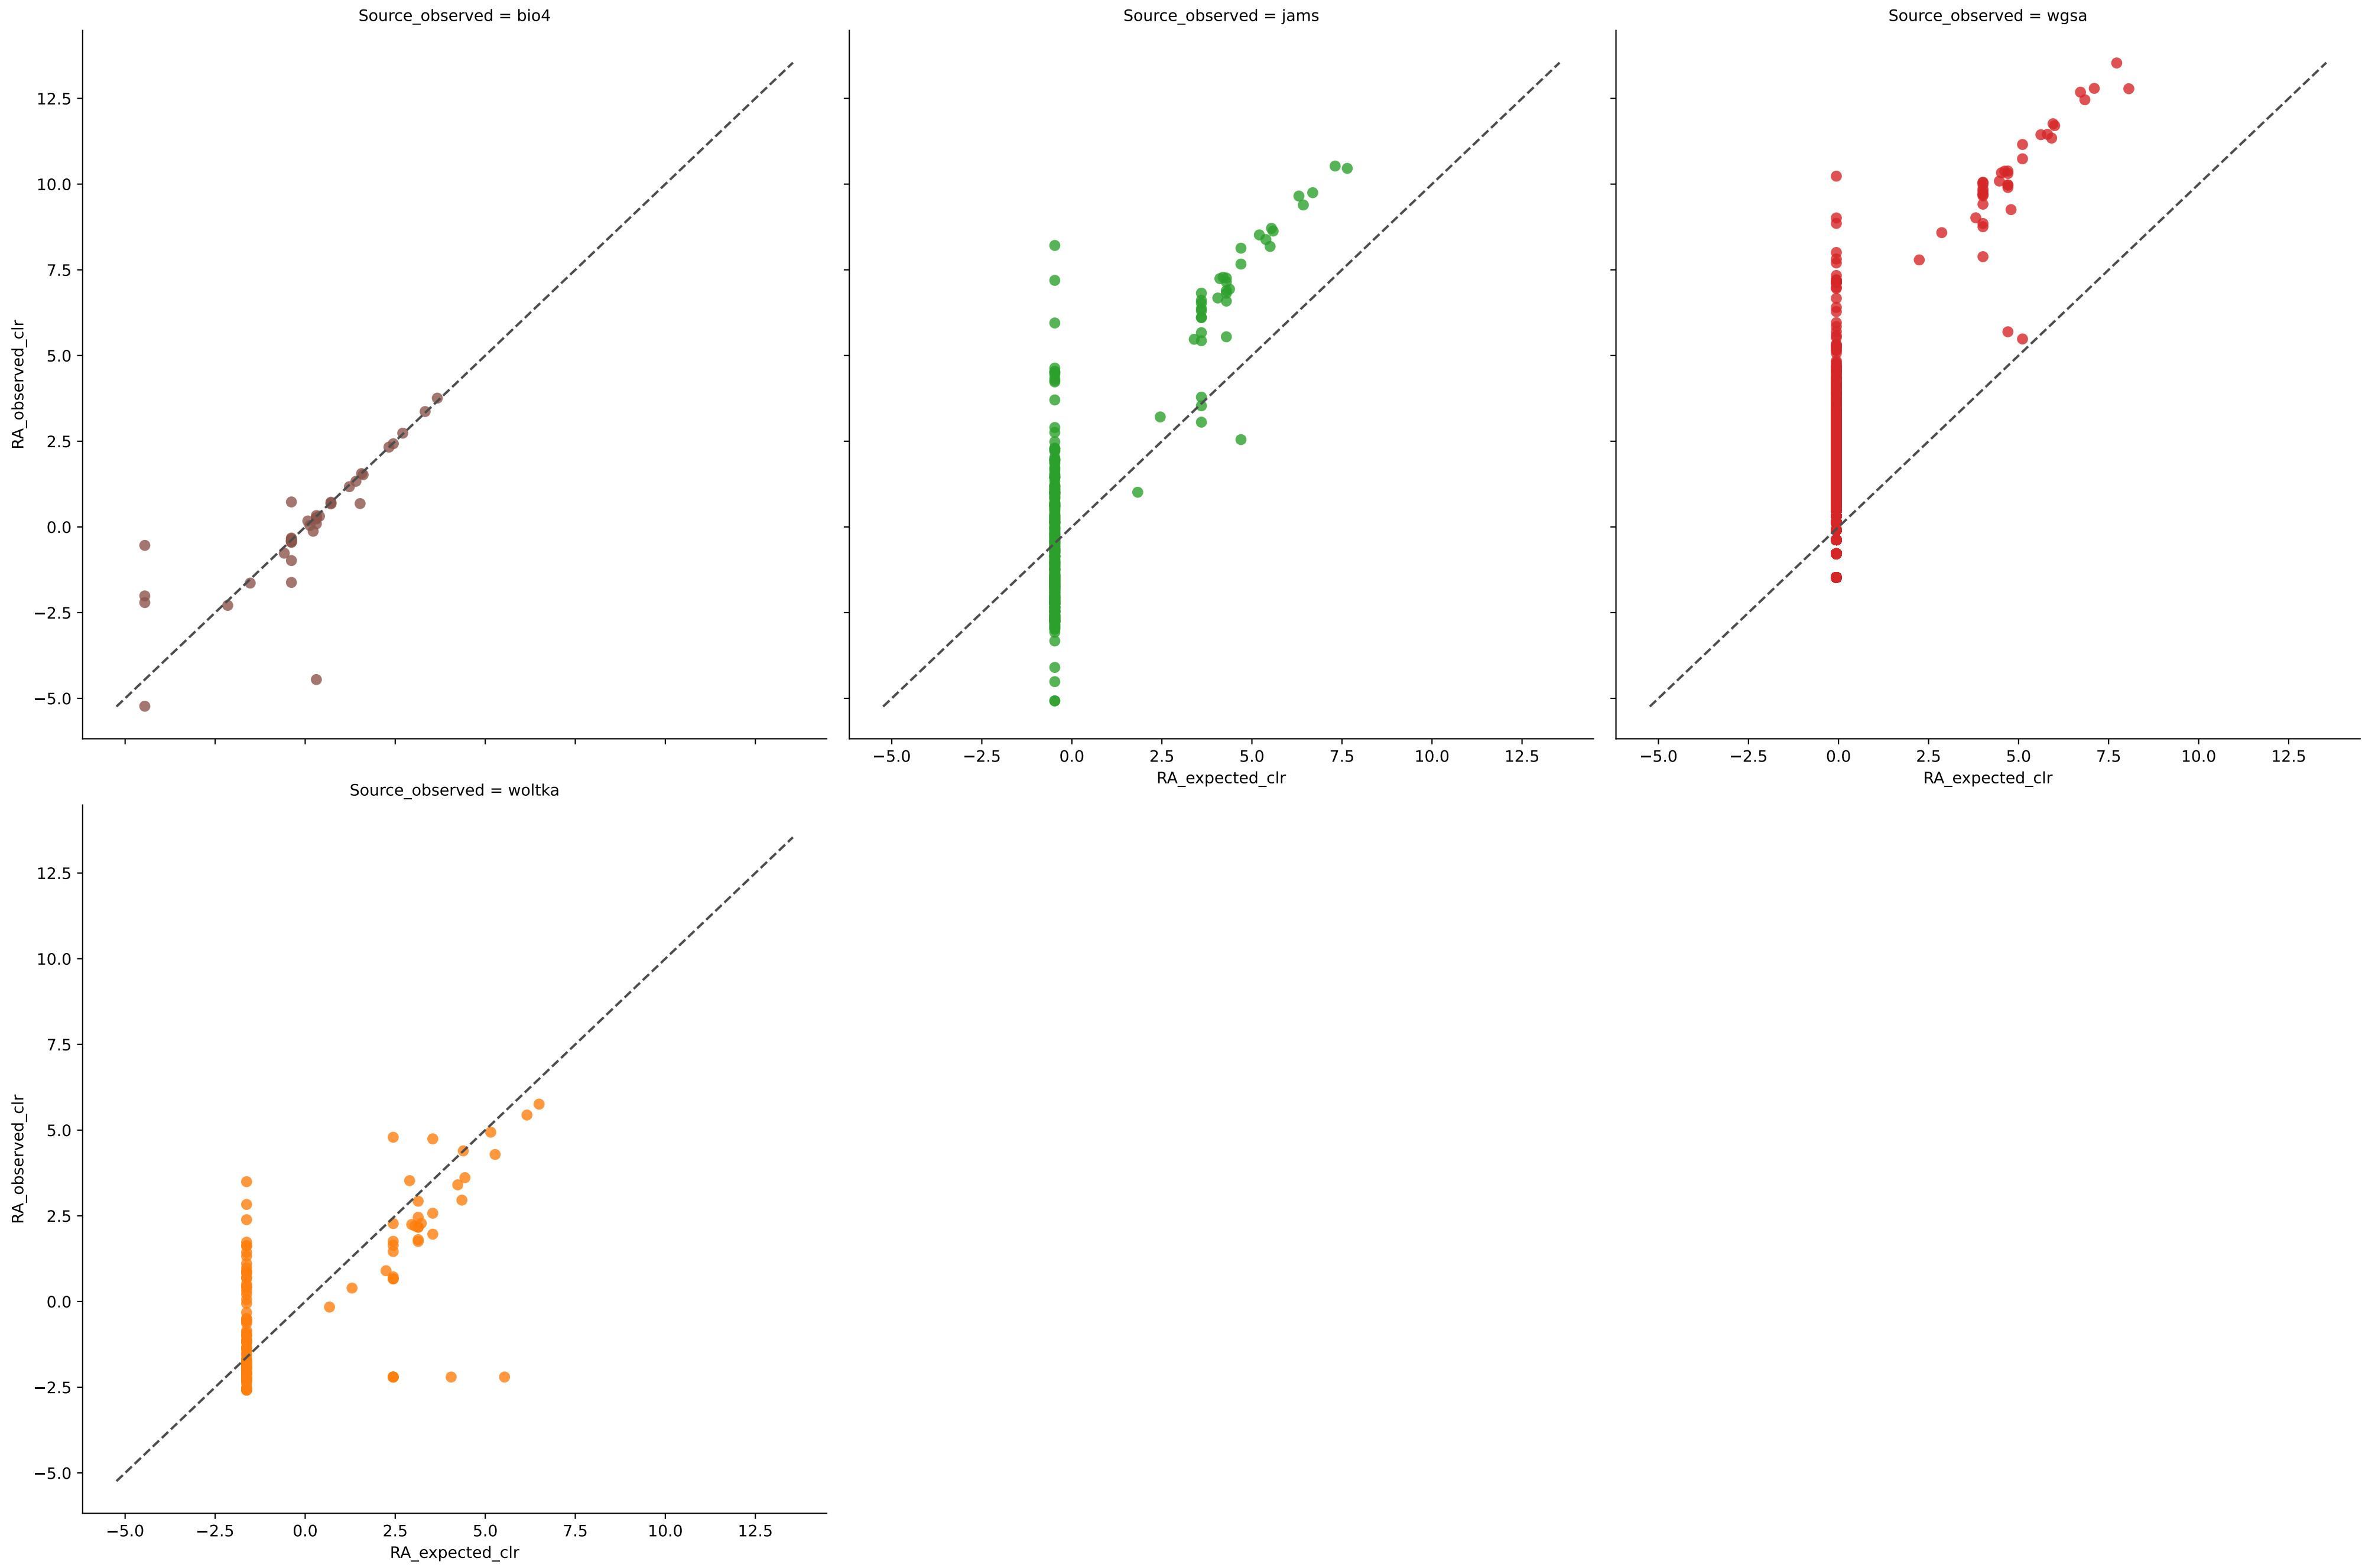 Source_observed = bio4
Source_observed = jams
Source_observed = wgsa
12.5
10.0
7.5
5.0
2.5
0.0
−2.5
−5.0
RA_observed_clr
−5.0 −2.5 0.0 2.5 5.0 7.5 10.0 12.5
RA_expected_clr
−5.0 −2.5 0.0 2.5 5.0 7.5 10.0 12.5
RA_expected_clr
Source_observed = woltka
12.5
10.0
7.5
5.0
2.5
0.0
−2.5
−5.0
RA_observed_clr
−5.0 −2.5 0.0 2.5 5.0 7.5 10.0 12.5
RA_expected_clr